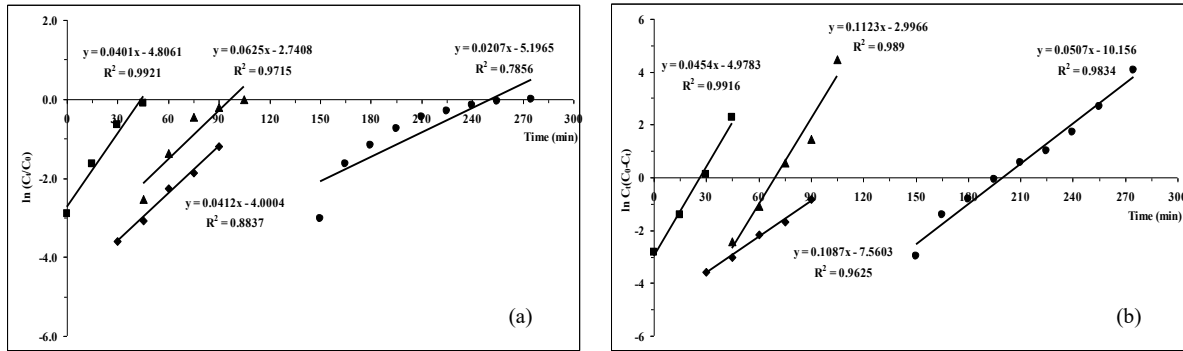 2.0
y = 0.0401x - 4.8061
R² = 0.9921
y = 0.0625x - 2.7408
R² = 0.9715
y = 0.0207x - 5.1965
R² = 0.7856
0.0
0 30 60 90 120 150 180 210 240 270 300
Time (min)
-2.0
ln (Cₜ/C₀)
y = 0.0412x - 4.0004
R² = 0.8837
-4.0
-6.0
(a)
6
y = 0.1123x - 2.9966
R² = 0.989
y = 0.0507x - 10.156
R² = 0.9834
y = 0.0454x - 4.9783
R² = 0.9916
4
2
0
0 30 60 90 120 150 180 210 240 270 300
Time (min)
ln Cₜ(C₀-Cₜ)
-2
y = 0.1087x - 7.5603
R² = 0.9625
-4
-6
(b)